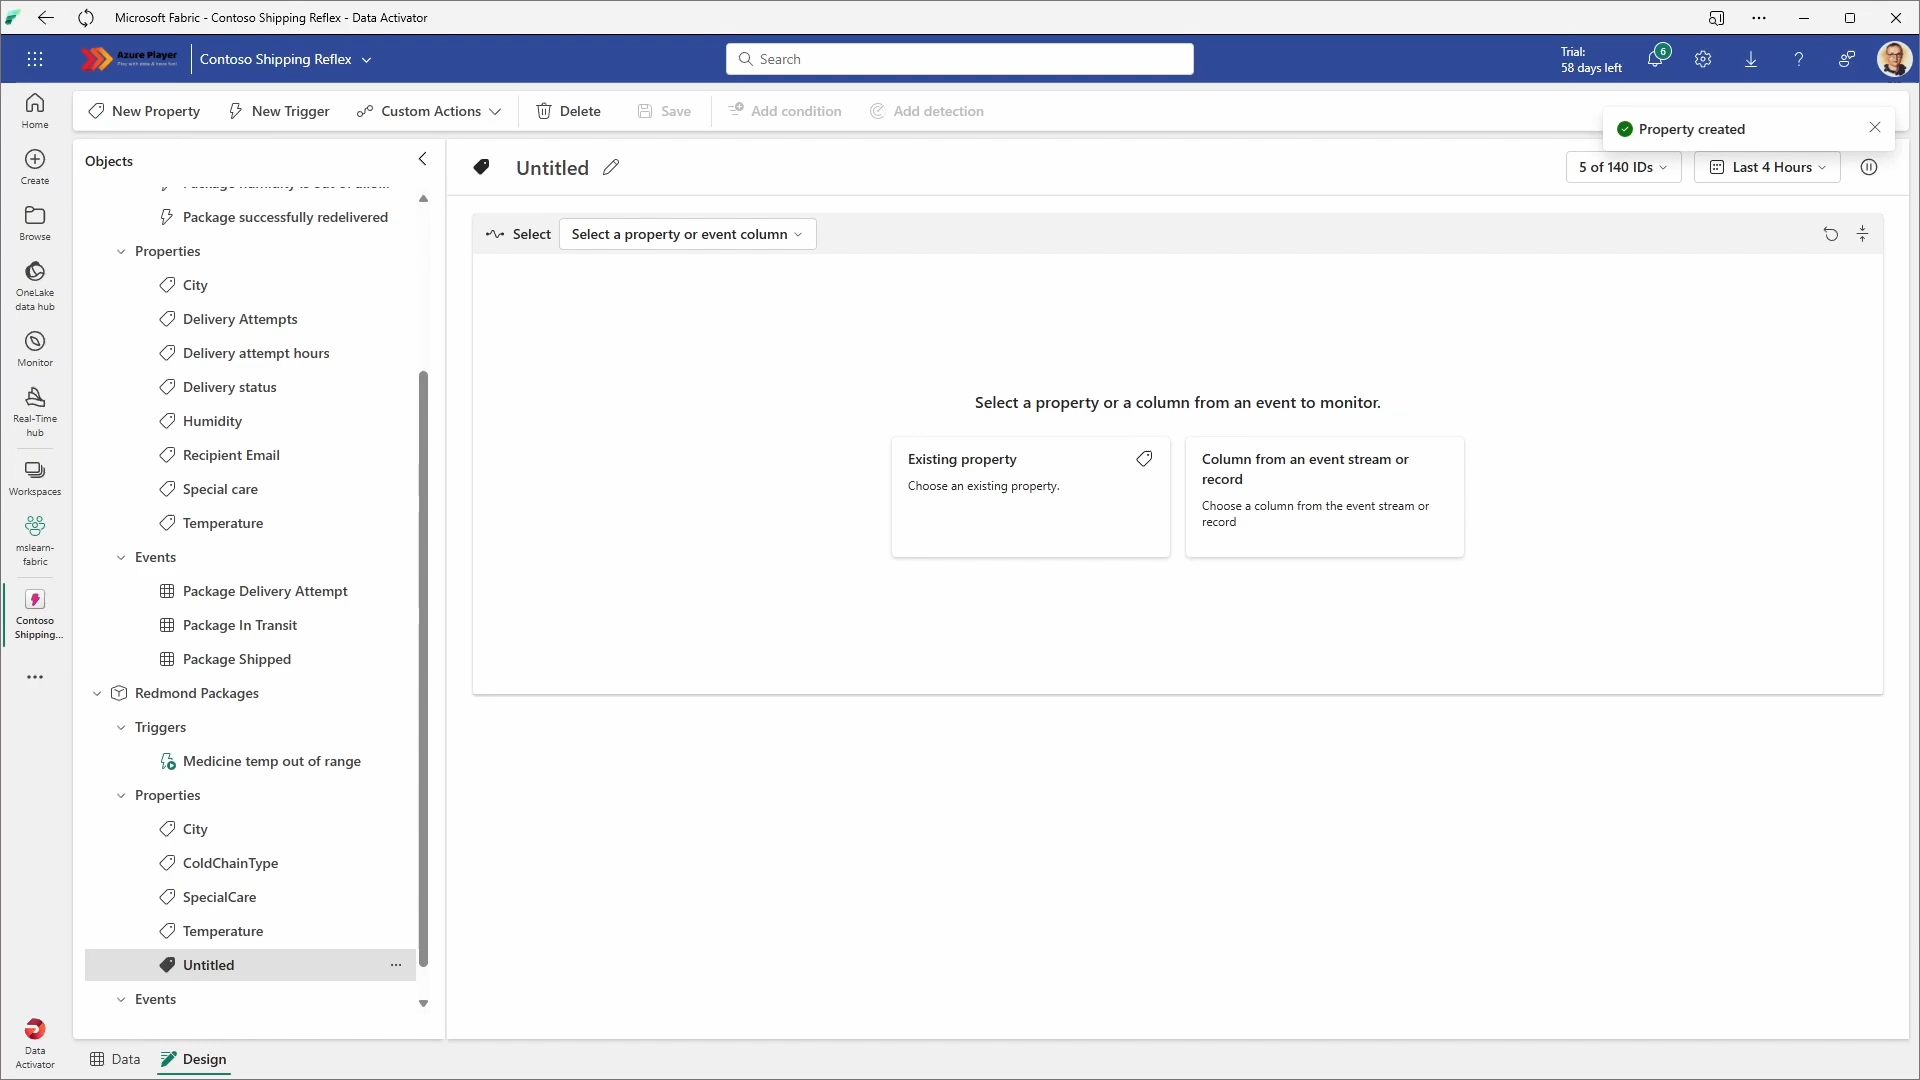 Microsoft Fabric - Contoso Shipping Reflex - Data Activator
Azure Player
Contoso Shipping Reflex
Search
Trial:
58 days left
6
New Property
New Trigger
Custom Actions
Delete
Save
Add condition
Add detection
Property created
Home
Create
Browse
OneLake
data hub
Monitor
Real-Time
hub
Workspaces
mslearn-
fabric
Contoso
Shipping...
Data
Activator
Objects
Package successfully redelivered
Properties
City
Delivery Attempts
Delivery attempt hours
Delivery status
Humidity
Recipient Email
Special care
Temperature
Events
Package Delivery Attempt
Package In Transit
Package Shipped
Redmond Packages
Triggers
Medicine temp out of range
Properties
City
ColdChainType
SpecialCare
Temperature
Untitled
Events
Data
Design
Untitled
5 of 140 IDs
Last 4 Hours
Select
Select a property or event column
Select a property or a column from an event to monitor.
Existing property
Choose an existing property.
Column from an event stream or
record
Choose a column from the event stream or
record